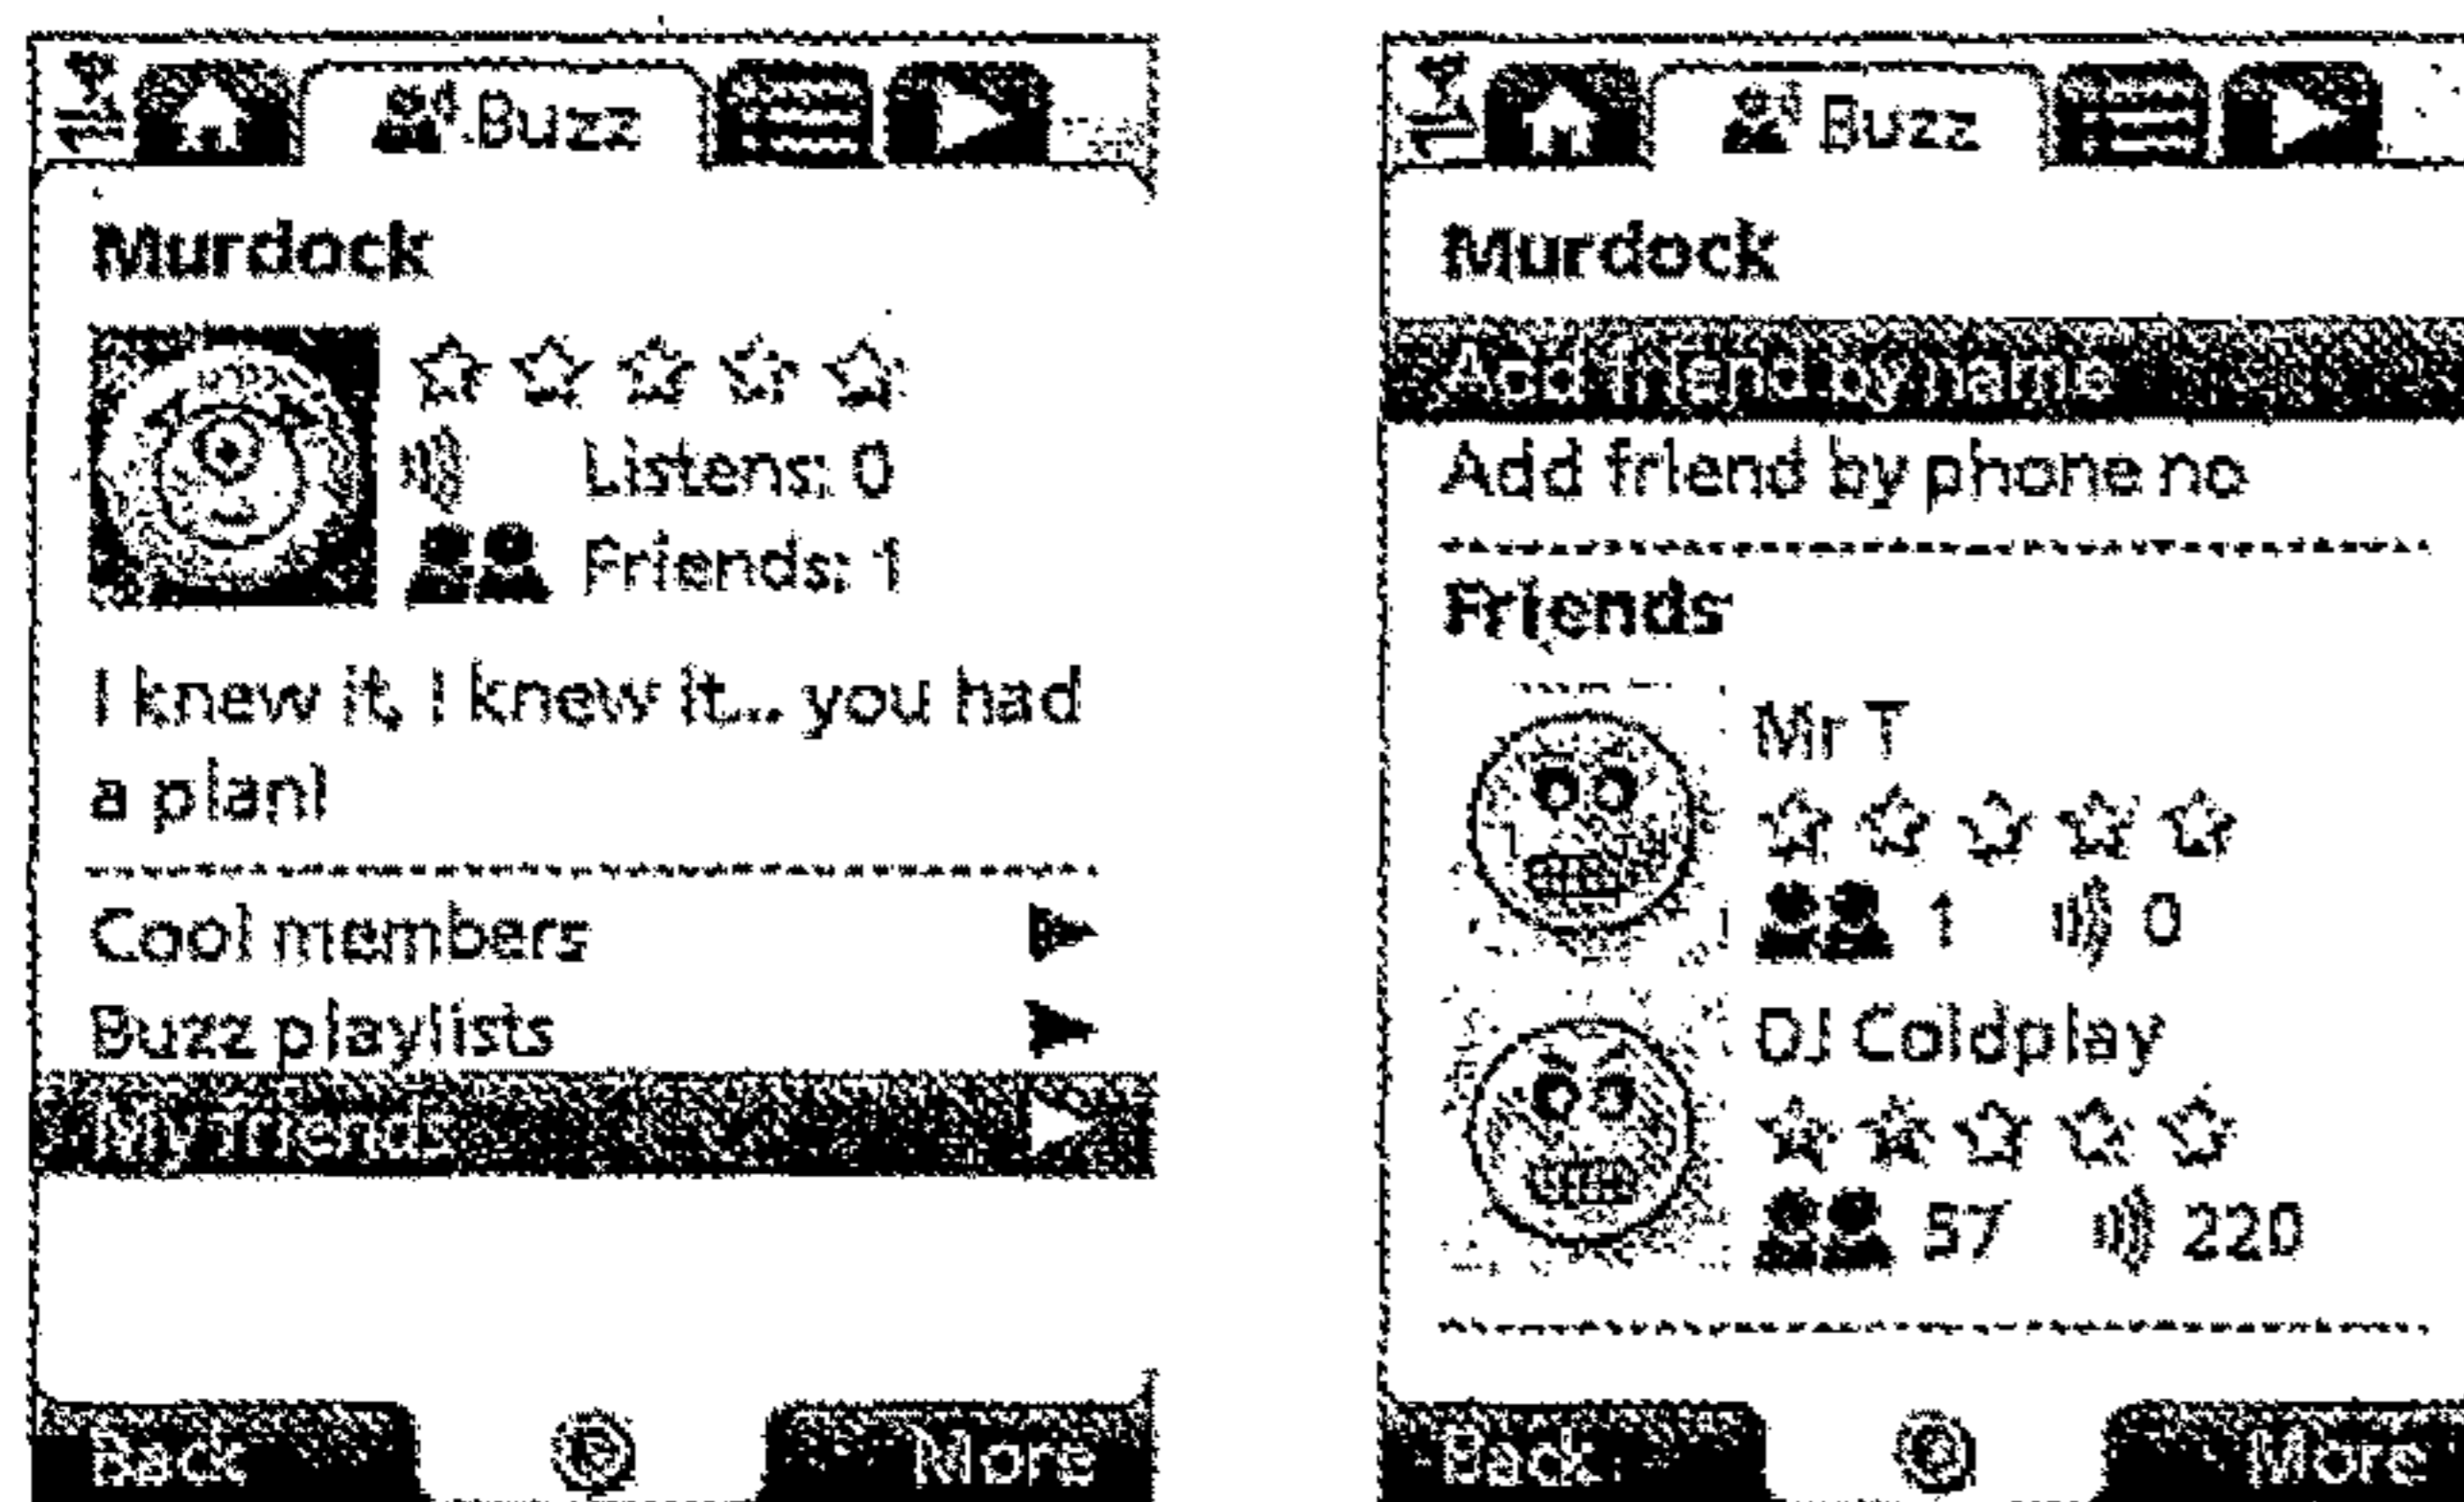 Buzz
Murdock
Listens: 0
Friends: 1
I knew it, I knew it... you had
a plan!
Cool members
Buzz playlists
My friends
Back
More
Buzz
Murdock
Add friend by name
Add friend by phone no
Friends
Mr T
1 0
DJ Coldplay
57 220
Back
More